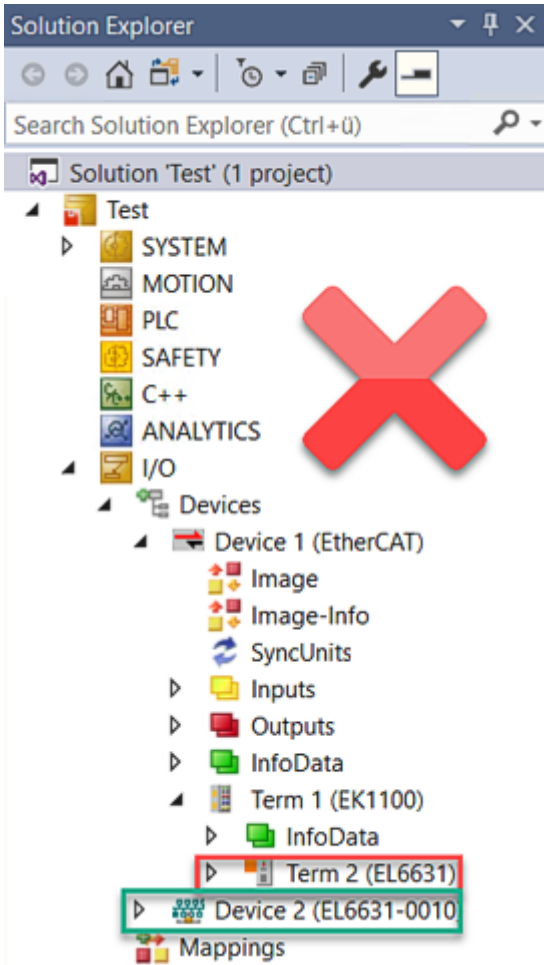 Solution Explorer
Search Solution Explorer (Ctrl+ü)
Solution 'Test' (1 project)
Test
SYSTEM
MOTION
PLC
SAFETY
C++
ANALYTICS
I/O
Devices
Device 1 (EtherCAT)
Image
Image-Info
SyncUnits
Inputs
Outputs
InfoData
Term 1 (EK1100)
InfoData
Term 2 (EL6631)
Device 2 (EL6631-0010
Mappings